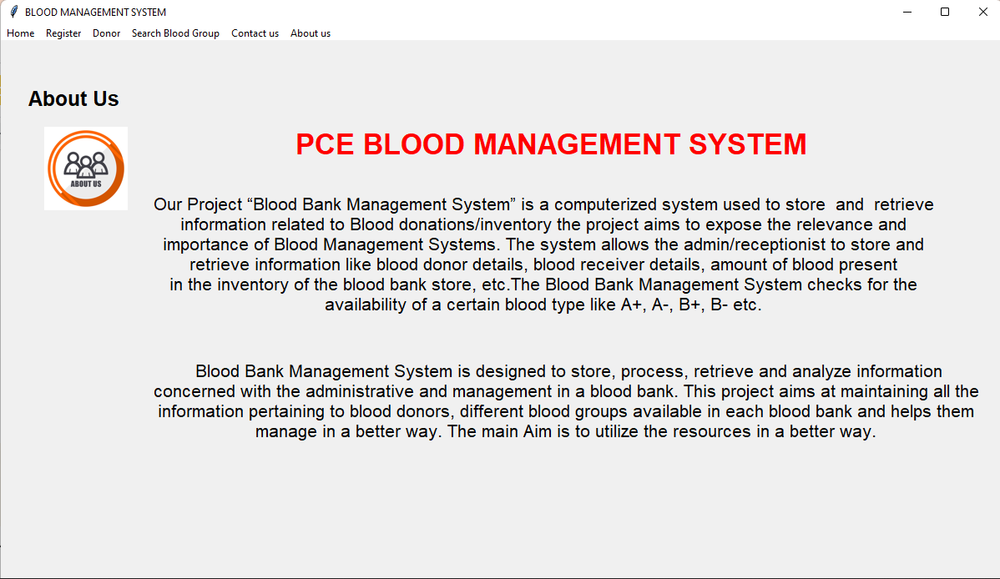 BLOOD MANAGEMENT SYSTEM
Home Register Donor Search Blood Group Contact us About us
About Us
ABOUT US
PCE BLOOD MANAGEMENT SYSTEM
Our Project “Blood Bank Management System” is a computerized system used to store  and  retrieve
information related to Blood donations/inventory the project aims to expose the relevance and
importance of Blood Management Systems. The system allows the admin/receptionist to store and
retrieve information like blood donor details, blood receiver details, amount of blood present
in the inventory of the blood bank store, etc.The Blood Bank Management System checks for the
availability of a certain blood type like A+, A-, B+, B- etc.
Blood Bank Management System is designed to store, process, retrieve and analyze information
concerned with the administrative and management in a blood bank. This project aims at maintaining all the
information pertaining to blood donors, different blood groups available in each blood bank and helps them
manage in a better way. The main Aim is to utilize the resources in a better way.